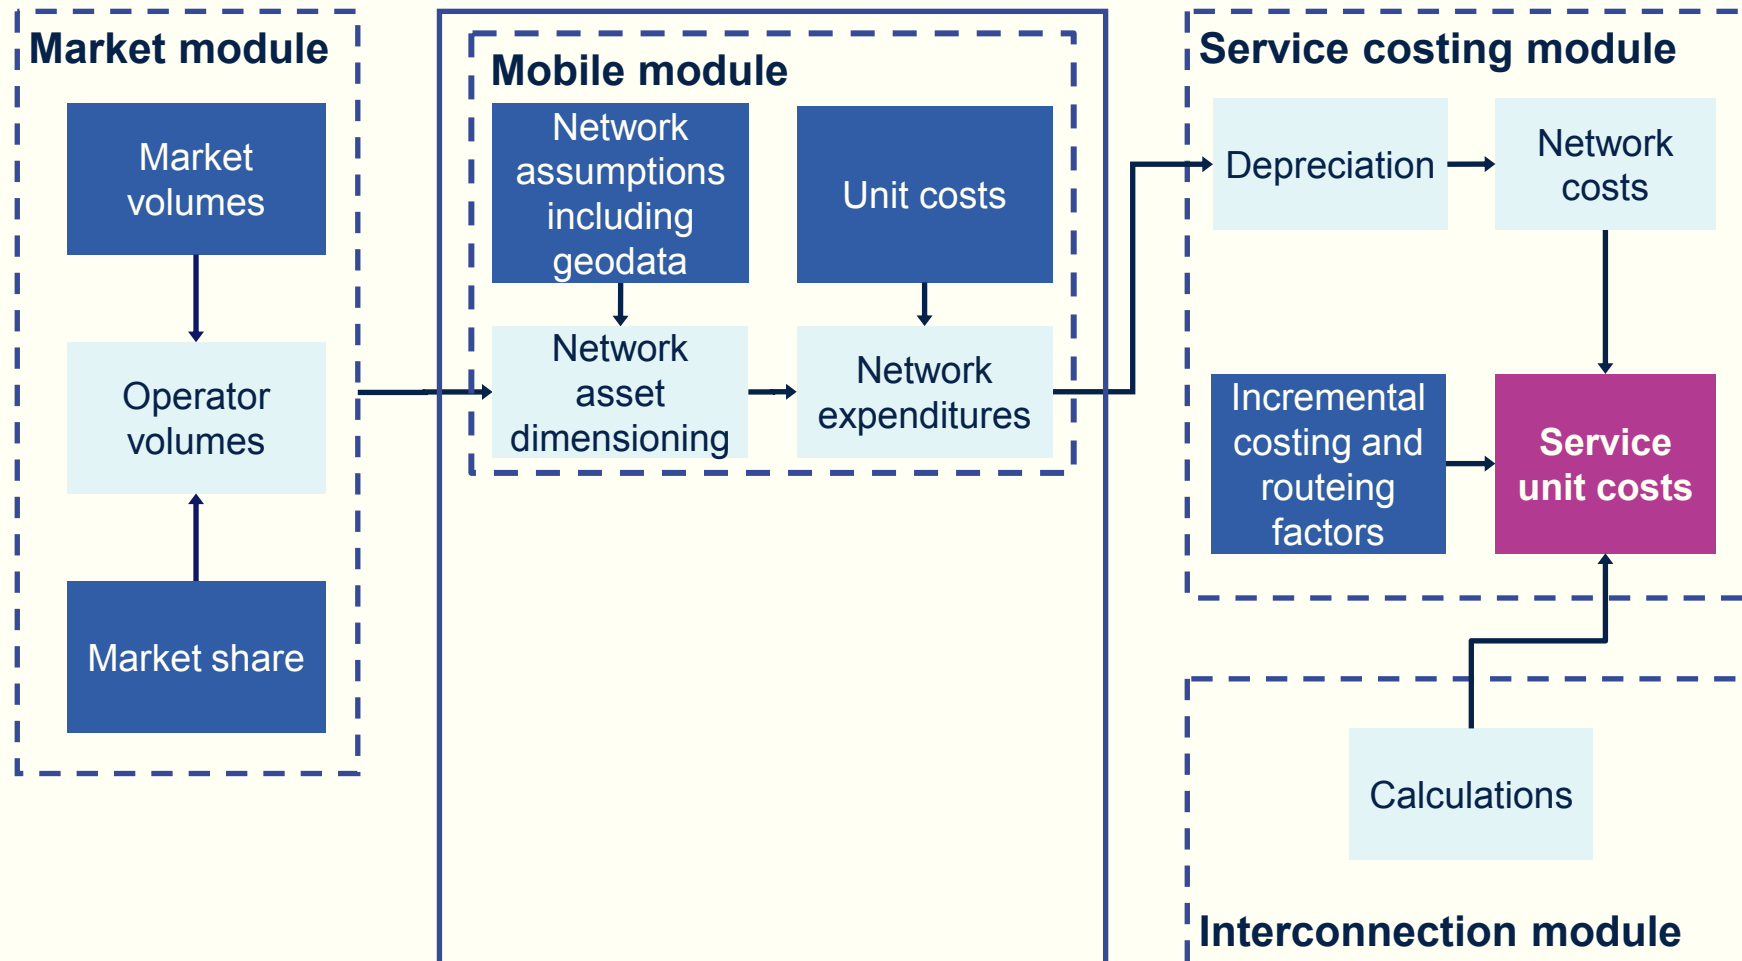 Market module
Market
volumes
Operator
volumes
Market share
Mobile module
Network
assumptions
including
geodata
Unit costs
Network
asset
dimensioning
Network
expenditures
Service costing module
Depreciation
Network
costs
Incremental
costing and
routeing
factors
Service
unit costs
Calculations
Interconnection module